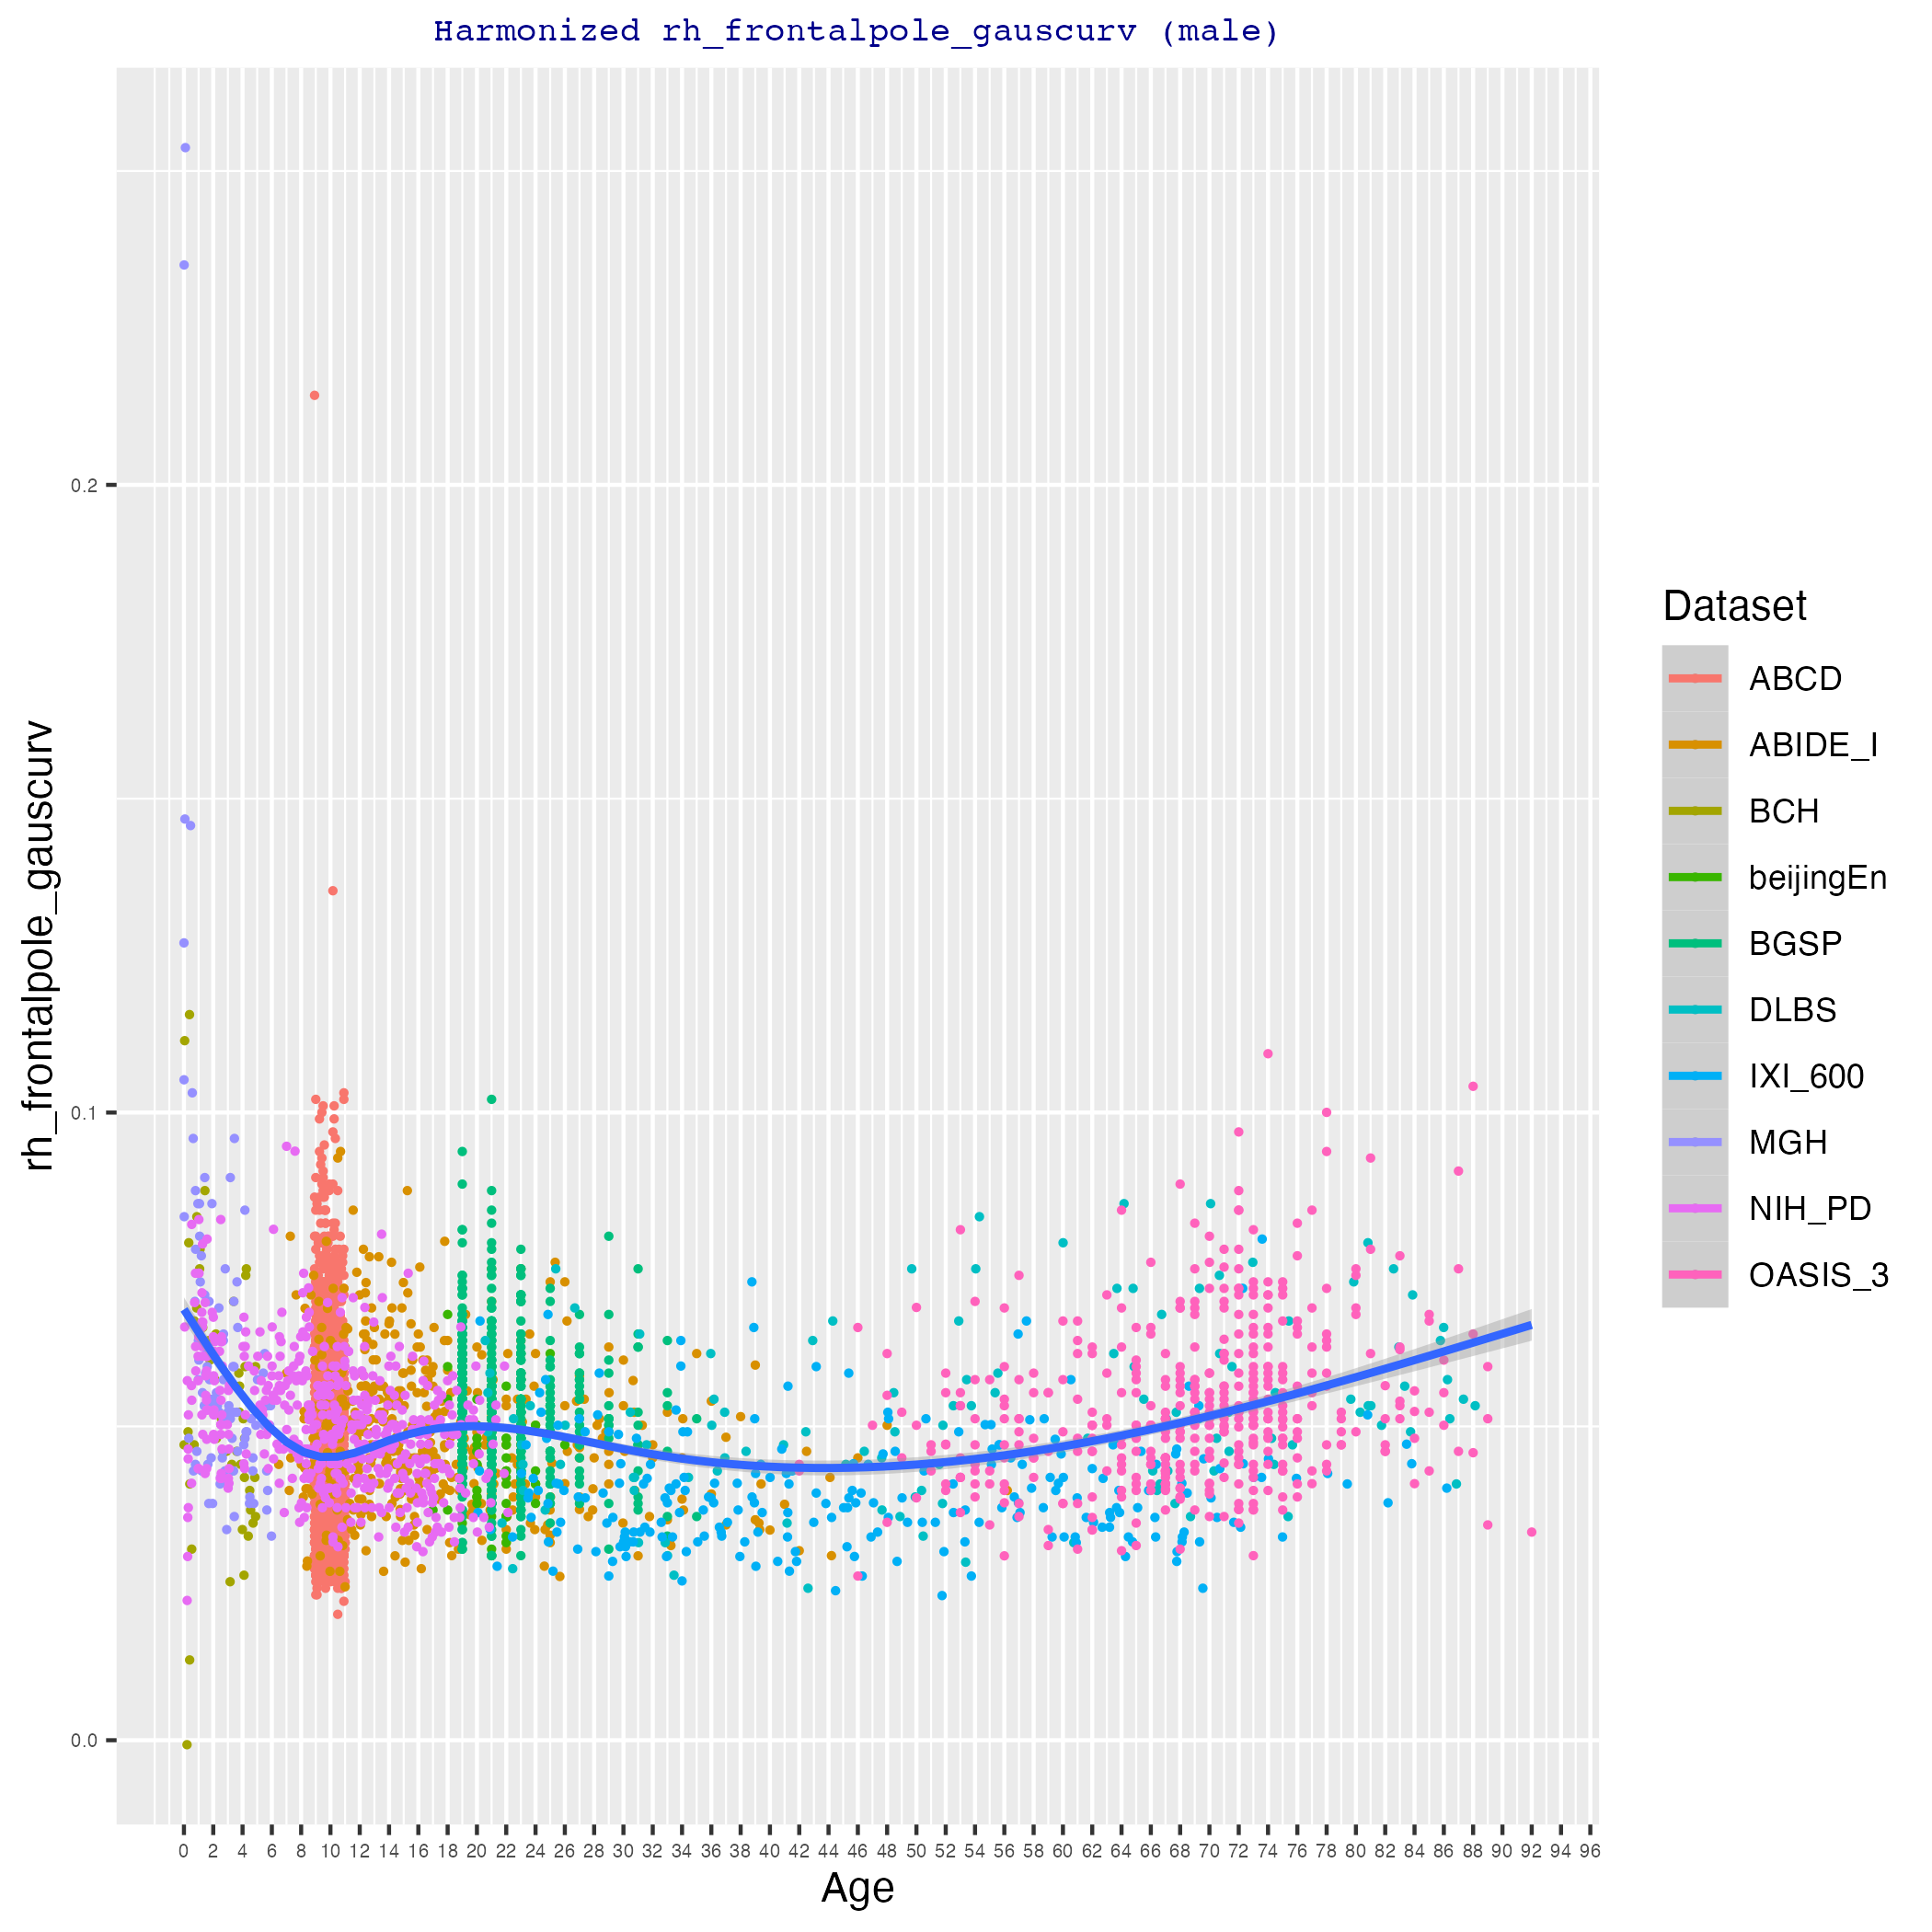 Harmonized rh_frontalpole_gauscurv (male)
rh_frontalpole_gauscurv
0.2
0.1
0.0
0 2 4 6 8 10 12 14 16 18 20 22 24 26 28 30 32 34 36 38 40 42 44 46 48 50 52 54 56 58 60 62 64 66 68 70 72 74 76 78 80 82 84 86 88 90 92 94 96
Age
Dataset
ABCD
ABIDE_I
BCH
beijingEn
BGSP
DLBS
IXI_600
MGH
NIH_PD
OASIS_3